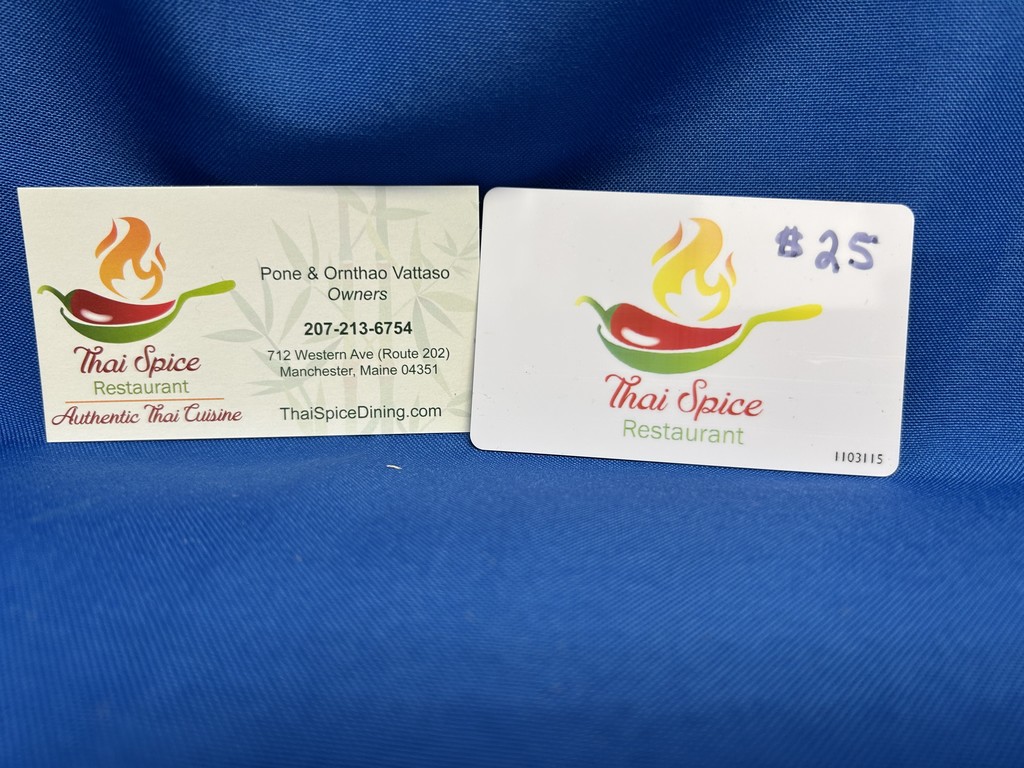 Thai Spice
Restaurant
Authentic Thai Cuisine
Pone & Ornthao Vattaso
Owners
207-213-6754
712 Western Ave (Route 202)
Manchester, Maine 04351
ThaiSpiceDining.com
$25
Thai Spice
Restaurant
1103115